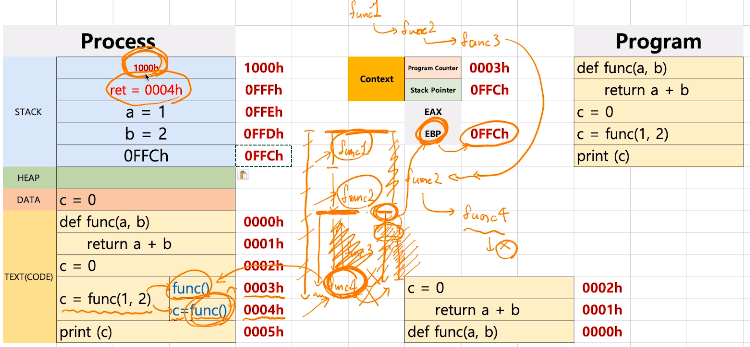 func1
func2
func3
Process
Program
STACK
1000h
1000h
ret = 0004h
0FFFh
a = 1
0FFEh
b = 2
0FFDh
0FFCh
0FFCh
HEAP
DATA
c = 0
TEXT(CODE)
def func(a, b)
0000h
return a + b
0001h
c = 0
0002h
c = func(1, 2)
func()
0003h
c=func()
0004h
print (c)
0005h
Context
Program Counter
0003h
Stack Pointer
0FFCh
EAX
EBP
0FFCh
func1
func2
func2
func4
func4
def func(a, b)
return a + b
c = 0
c = func(1, 2)
print (c)
c = 0
0002h
return a + b
0001h
def func(a, b)
0000h